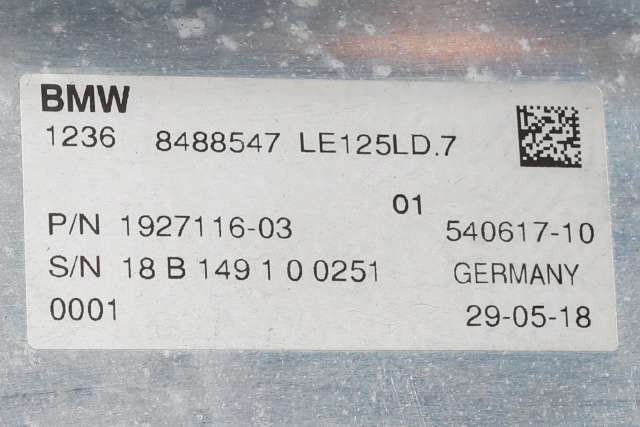 BMW
1236 8488547 LE125LD.7
01
P/N 1927116-03 540617-10
S/N 18 B 149 1 0 0251 GERMANY
0001 29-05-18